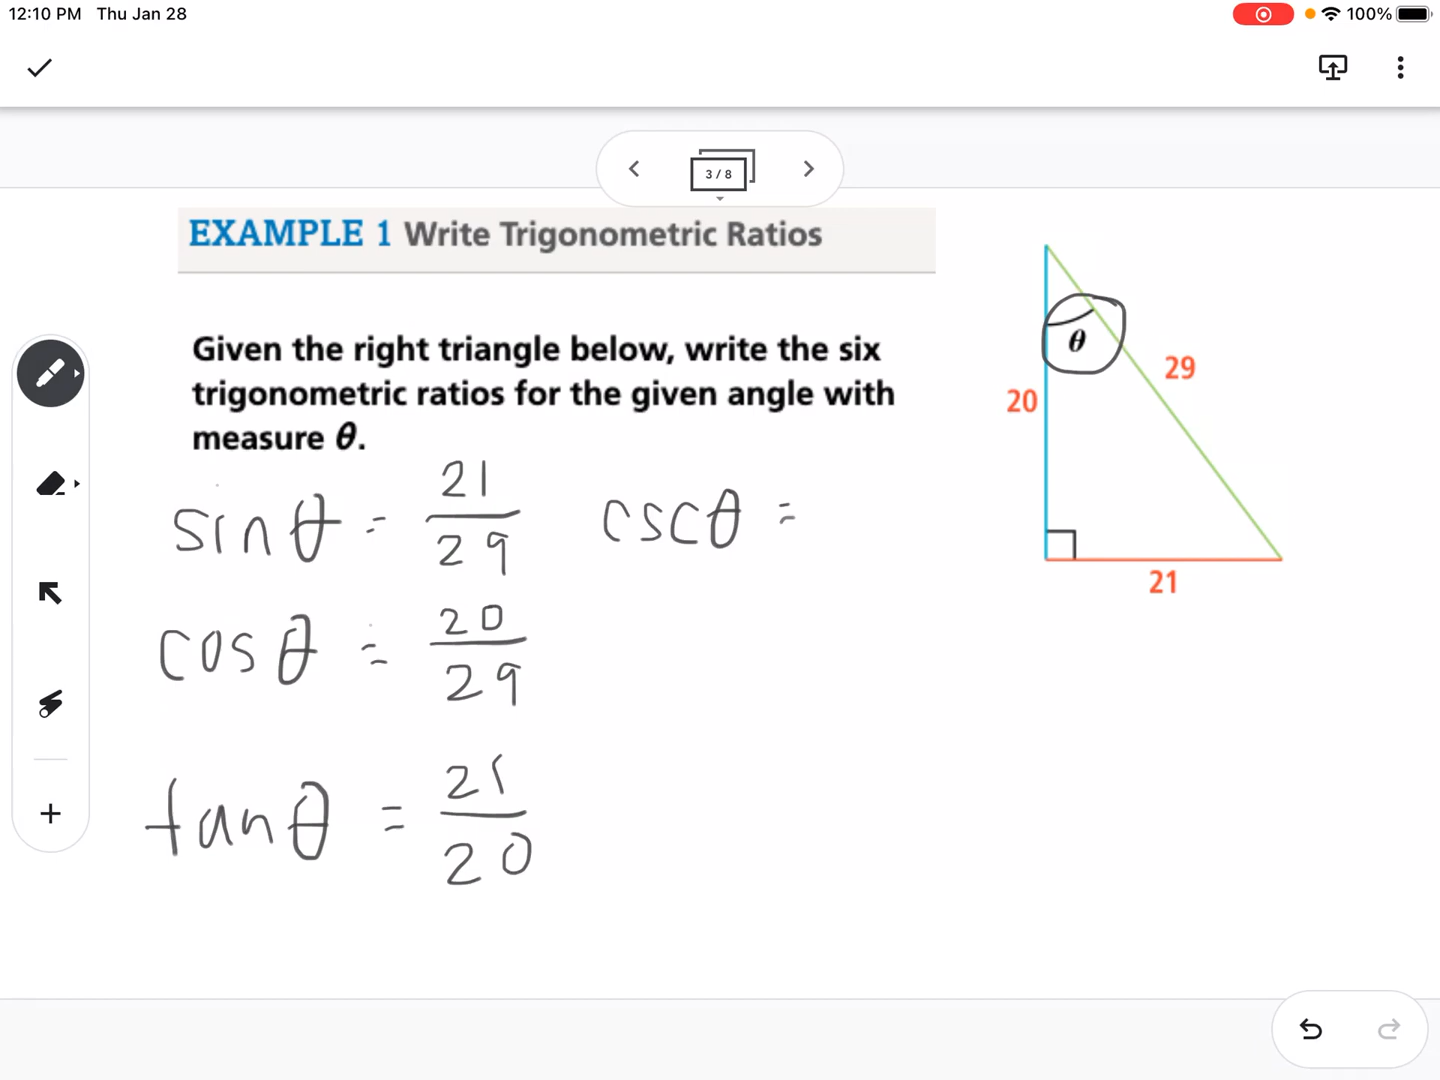 12:10 PM Thu Jan 28
100%
3 / 8
EXAMPLE 1 Write Trigonometric Ratios
Given the right triangle below, write the six
trigonometric ratios for the given angle with
measure θ.
sin θ = 21/29
csc θ =
cos θ = 20/29
tan θ = 21/20
θ
29
20
21